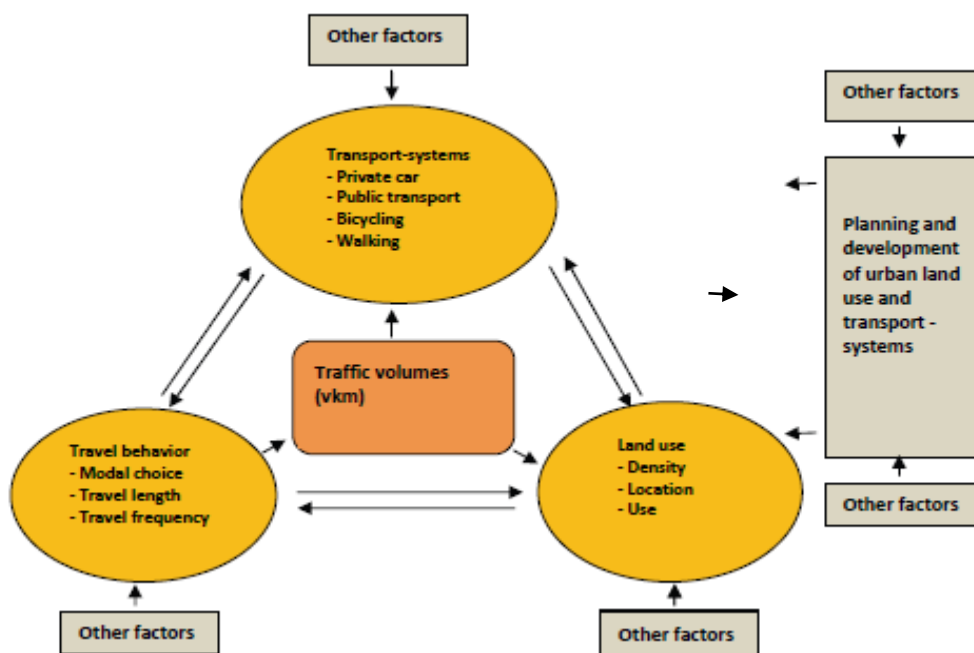 Other factors
Other factors
Transport-systems
- Private car
- Public transport
- Bicycling
- Walking
Planning and
development
of urban land
use and
transport -
systems
Traffic volumes
(vkm)
Travel behavior
- Modal choice
- Travel length
- Travel frequency
Land use
- Density
- Location
- Use
Other factors
Other factors
Other factors